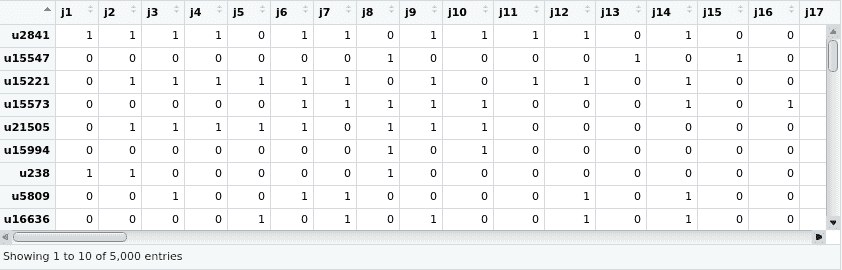 j1 j2 j3 j4 j5 j6 j7 j8 j9 j10 j11 j12 j13 j14 j15 j16 j17
u2841 1 1 1 1 0 1 1 0 1 1 1 1 0 1 0 0
u15547 0 0 0 0 0 0 0 1 0 0 0 0 1 0 1 0
u15221 0 1 1 1 1 1 1 0 1 0 1 1 0 1 0 0
u15573 0 0 0 0 0 1 1 1 1 1 0 0 0 1 0 1
u21505 0 1 1 1 1 1 0 1 1 1 0 0 0 0 0 0
u15994 0 0 0 0 0 0 0 1 0 1 0 0 0 0 0 0
u238 1 1 0 0 0 0 0 1 0 0 0 0 0 0 0 0
u5809 0 0 1 0 0 1 1 0 0 0 0 1 0 1 0 0
u16636 0 0 0 0 1 0 1 0 1 0 0 1 0 1 0 0
Showing 1 to 10 of 5,000 entries